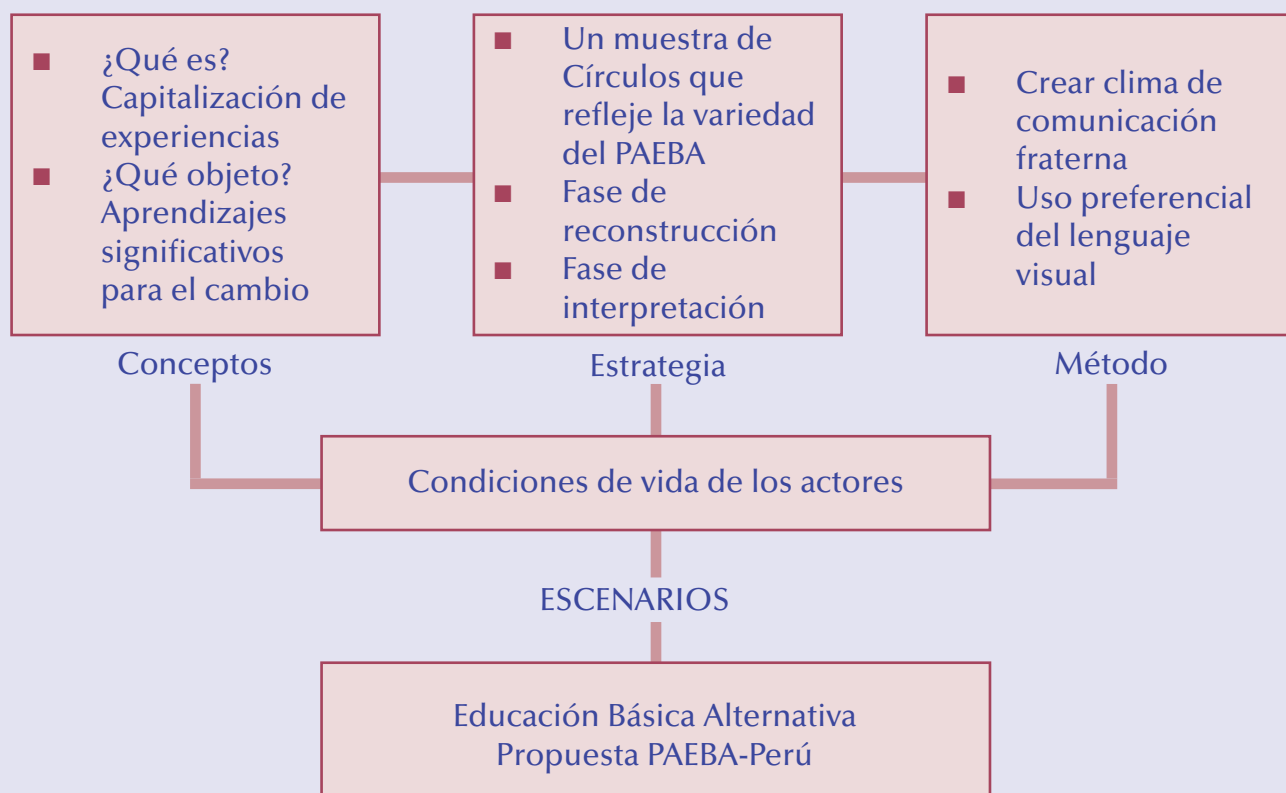 ¿Qué es?
Capitalización de
experiencias
¿Qué objeto?
Aprendizajes
significativos
para el cambio
Un muestra de
Círculos que
refleje la variedad
del PAEBA
Fase de
reconstrucción
Fase de
interpretación
Crear clima de
comunicación
fraterna
Uso preferencial
del lenguaje
visual
Conceptos
Estrategia
Método
Condiciones de vida de los actores
ESCENARIOS
Educación Básica Alternativa
Propuesta PAEBA-Perú